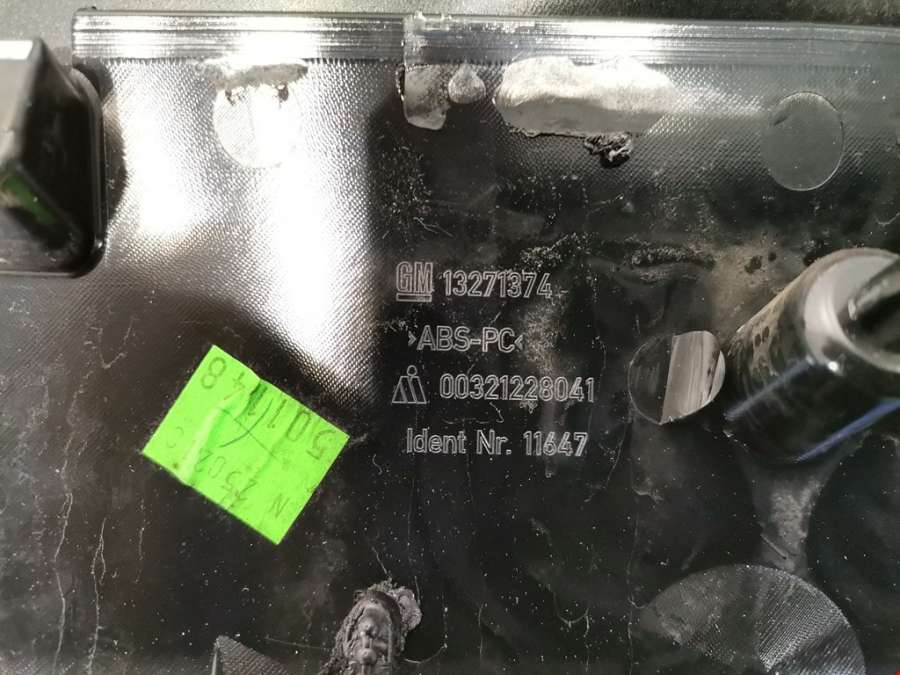 GM 13271374
>ABS-PC<
00321228041
Ident Nr. 11647